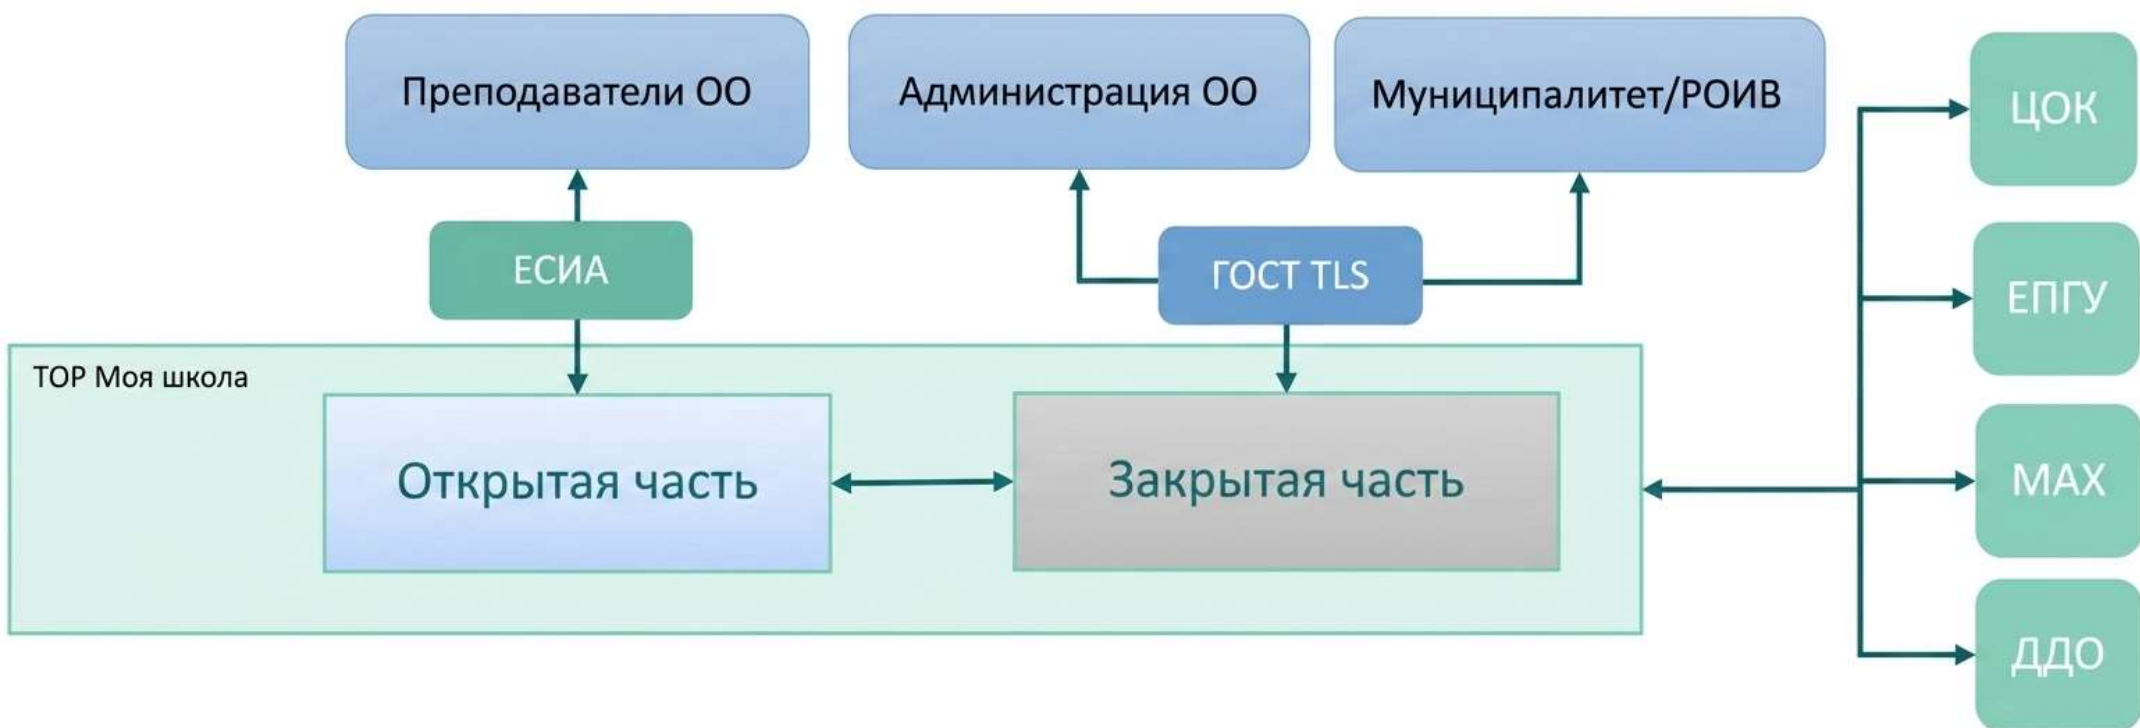 Преподаватели ОО
Администрация ОО
Муниципалитет/РОИВ
ЦОК
ЕСИА
ГОСТ TLS
ЕПГУ
ТОР Моя школа
Открытая часть
Закрытая часть
МАХ
ДДО